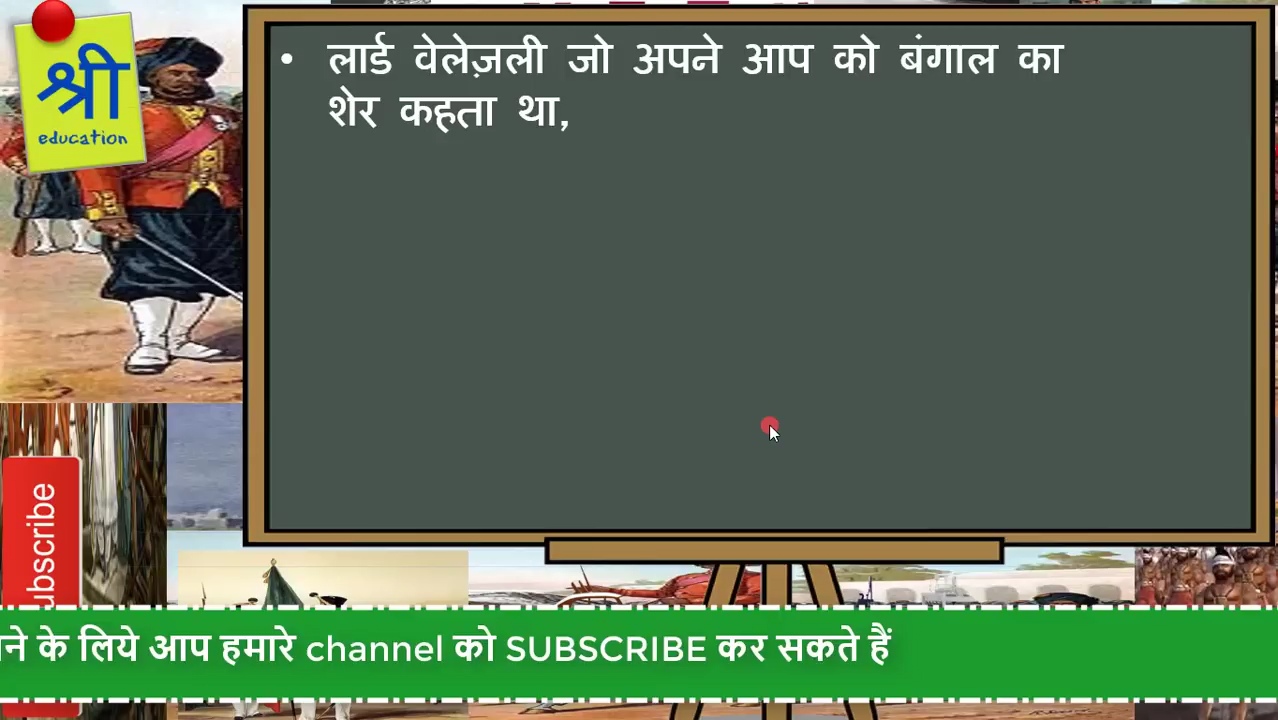 श्री
education
• लार्ड वेलेज़ली जो अपने आप को बंगाल का
शेर कहता था,
ubscribe
ने के लिये आप हमारे channel को SUBSCRIBE कर सकते हैं